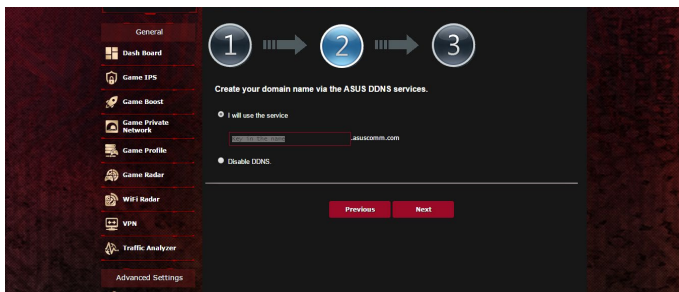 General
Dash Board
Game IPS
Game Boost
Game Private
Network
Game Profile
Game Radar
WiFi Radar
VPN
Traffic Analyzer
Advanced Settings
1
2
3
Create your domain name via the ASUS DDNS services.
I will use the service
.asuscomm.com
Disable DDNS.
Previous
Next